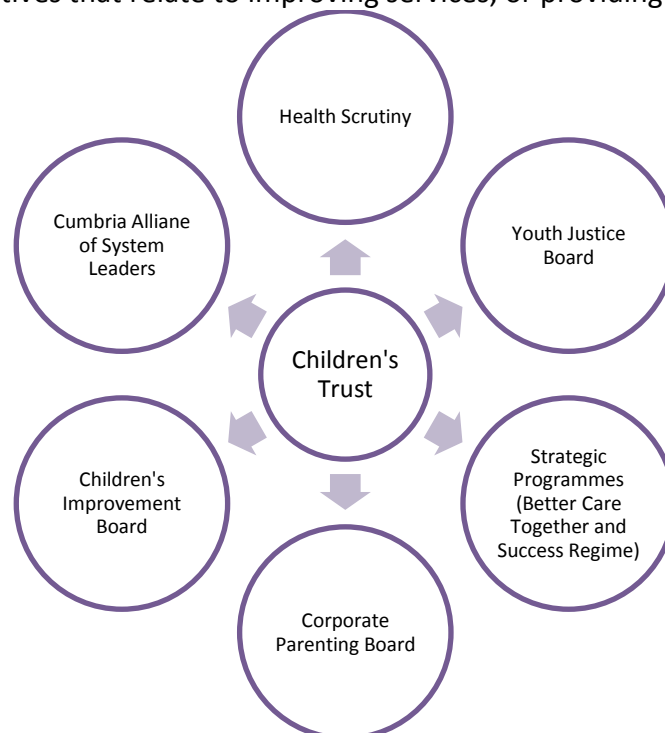 tives that relate to improving services, or providing
Health Scrutiny
Cumbria Alliane
of System
Leaders
Youth Justice
Board
Children's
Trust
Children's
Improvement
Board
Strategic
Programmes
(Better Care
Together and
Success Regime)
Corporate
Parenting Board